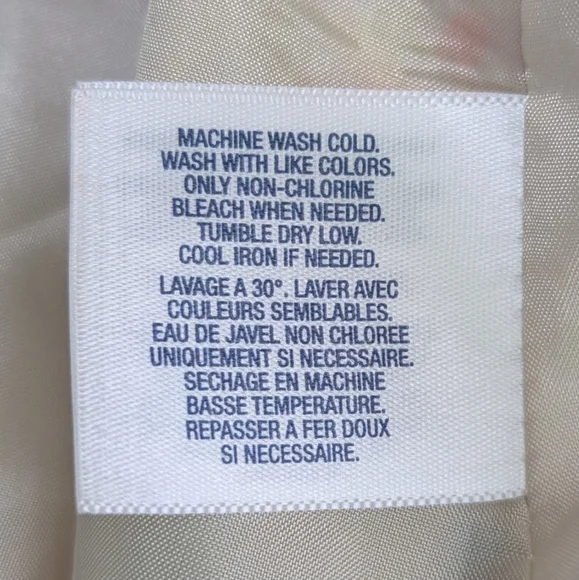 MACHINE WASH COLD.
WASH WITH LIKE COLORS.
ONLY NON-CHLORINE
BLEACH WHEN NEEDED.
TUMBLE DRY LOW.
COOL IRON IF NEEDED.
LAVAGE A 30°. LAVER AVEC
COULEURS SEMBLABLES.
EAU DE JAVEL NON CHLOREE
UNIQUEMENT SI NECESSAIRE.
SECHAGE EN MACHINE
BASSE TEMPERATURE.
REPASSER A FER DOUX
SI NECESSAIRE.